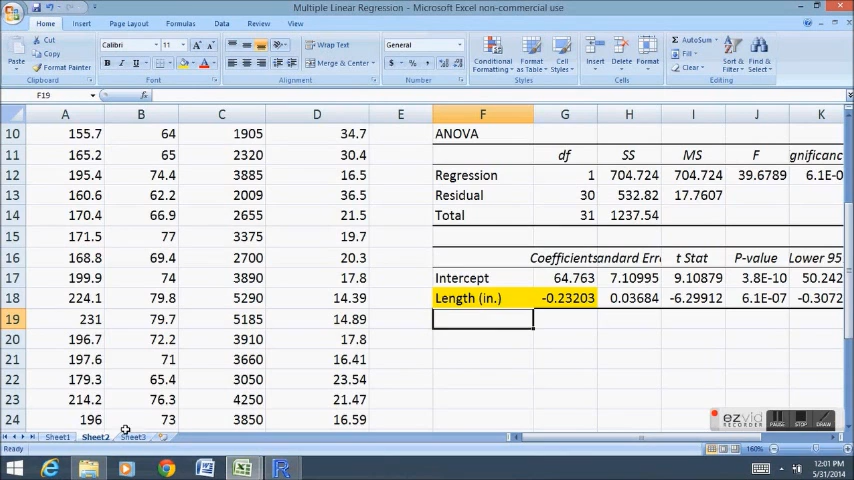 Multiple Linear Regression - Microsoft Excel non-commercial use
Home Insert Page Layout Formulas Data Review View
Cut
Copy
Format Painter
Paste
Clipboard
Calibri 11
Font
Wrap Text
Merge & Center
Alignment
General
Number
Conditional Formatting
Format as Table
Cell Styles
Styles
Insert Delete Format
Cells
AutoSum
Fill
Clear
Sort & Filter
Find & Select
Editing
F19
A B C D E F G H I J K
10 155.7 64 1905 34.7 ANOVA
11 165.2 65 2320 30.4 df SS MS F gnificanc
12 195.4 74.4 3885 16.5 Regression 1 704.724 704.724 39.6789 6.1E-0
13 160.6 62.2 2009 36.5 Residual 30 532.82 17.7607
14 170.4 66.9 2655 21.5 Total 31 1237.54
15 171.5 77 3375 19.7
16 168.8 69.4 2700 20.3 Coefficients andard Erro t Stat P-value Lower 95
17 199.9 74 3890 17.8 Intercept 64.763 7.10995 9.10879 3.8E-10 50.242
18 224.1 79.8 5290 14.39 Length (in.) -0.23203 0.03684 -6.29912 6.1E-07 -0.3072
19 231 79.7 5185 14.89
20 196.7 72.2 3910 17.8
21 197.6 71 3660 16.41
22 179.3 65.4 3050 23.54
23 214.2 76.3 4250 21.47
24 196 73 3850 16.59
ezvid
RECORDER
PAUSE STOP DRAW
Sheet1 Sheet2 Sheet3
Ready
160%
12:01 PM
5/31/2014